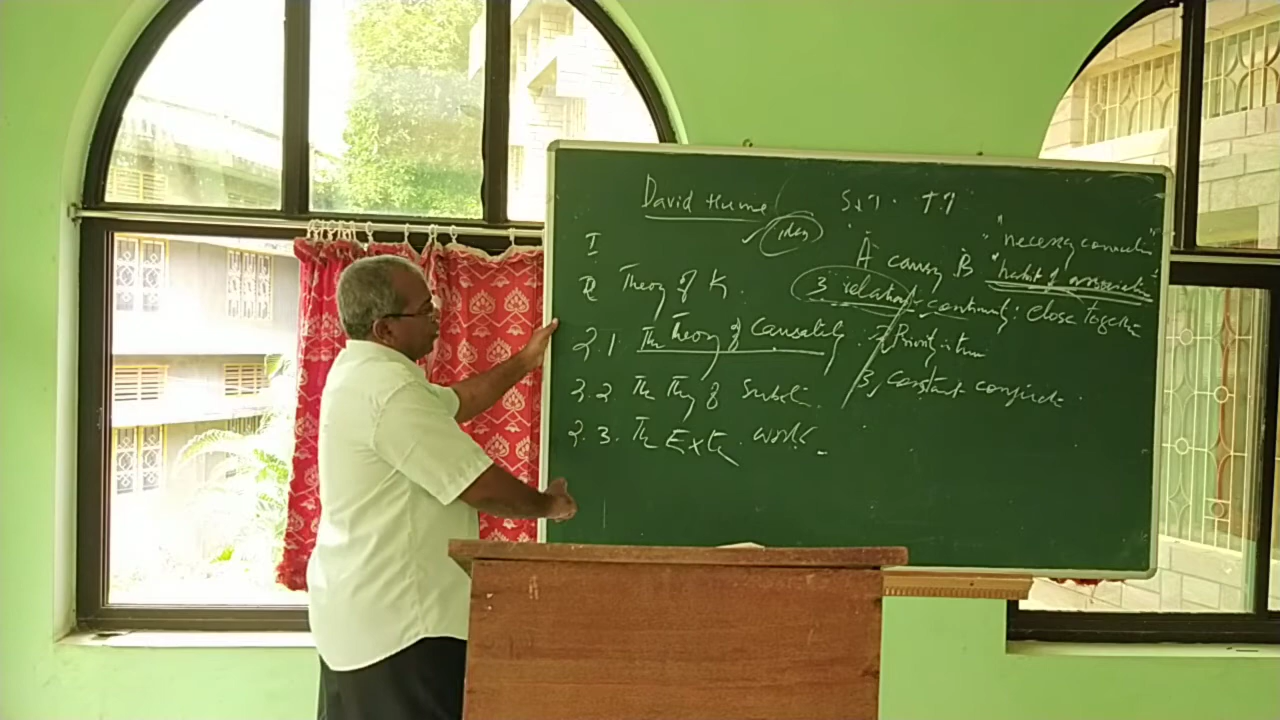 David Hume
idea
"necessary connection"
I
A causes B
"habit of association"
2. Theory of K.
3 relations - contiguity: close together
2.1. The Theory of Causality : 2. Priority in time
2.2 The Thy of Subst.
3, constant conjunct.
2.3. The Ext. world.